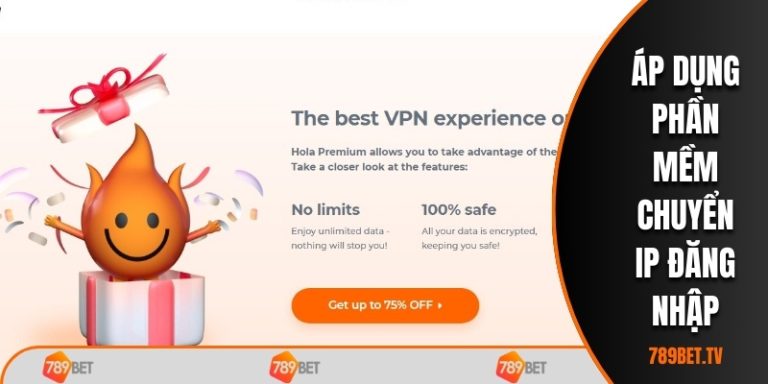 The best VPN experience o
Hola Premium allows you to take advantage of the
Take a closer look at the features:
No limits
100% safe
Enjoy unlimited data -
nothing will stop you!
All your data is encrypted,
keeping you safe!
Get up to 75% OFF
789BET
789BET
789BET
ÁP DỤNG
PHẦN
MỀM
CHUYỂN
IP ĐĂNG
NHẬP
789BET.TV